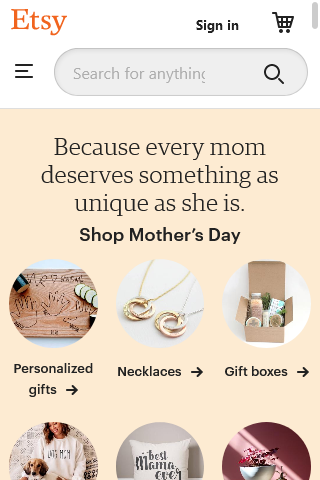 Etsy
Sign in
Search for anything
Because every mom
deserves something as
unique as she is.
Shop Mother's Day
Personalized
gifts →
Necklaces →
Gift boxes →
best
Mama
ever